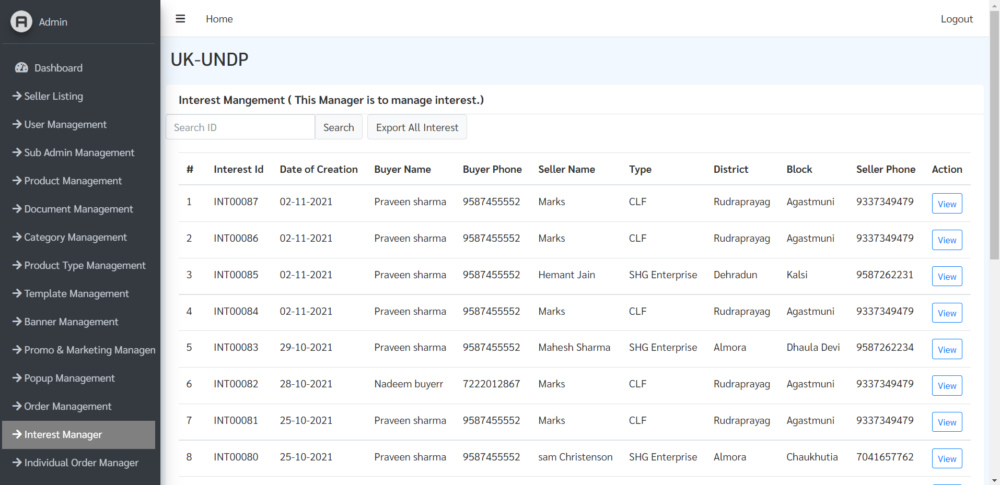 Admin
Dashboard
Seller Listing
User Management
Sub Admin Management
Product Management
Document Management
Category Management
Product Type Management
Template Management
Banner Management
Promo & Marketing Managen
Popup Management
Order Management
Interest Manager
Individual Order Manager
Home Logout
UK-UNDP
Interest Mangement ( This Manager is to manage interest.)
Search ID Search Export All Interest
# Interest Id Date of Creation Buyer Name Buyer Phone Seller Name Type District Block Seller Phone Action
1 INT00087 02-11-2021 Praveen sharma 9587455552 Marks CLF Rudraprayag Agastmuni 9337349479 View
2 INT00086 02-11-2021 Praveen sharma 9587455552 Marks CLF Rudraprayag Agastmuni 9337349479 View
3 INT00085 02-11-2021 Praveen sharma 9587455552 Hemant Jain SHG Enterprise Dehradun Kalsi 9587262231 View
4 INT00084 02-11-2021 Praveen sharma 9587455552 Marks CLF Rudraprayag Agastmuni 9337349479 View
5 INT00083 29-10-2021 Praveen sharma 9587455552 Mahesh Sharma SHG Enterprise Almora Dhaula Devi 9587262234 View
6 INT00082 28-10-2021 Nadeem buyerr 7222012867 Marks CLF Rudraprayag Agastmuni 9337349479 View
7 INT00081 25-10-2021 Praveen sharma 9587455552 Marks CLF Rudraprayag Agastmuni 9337349479 View
8 INT00080 25-10-2021 Praveen sharma 9587455552 sam Christenson SHG Enterprise Almora Chaukhutia 7041657762 View